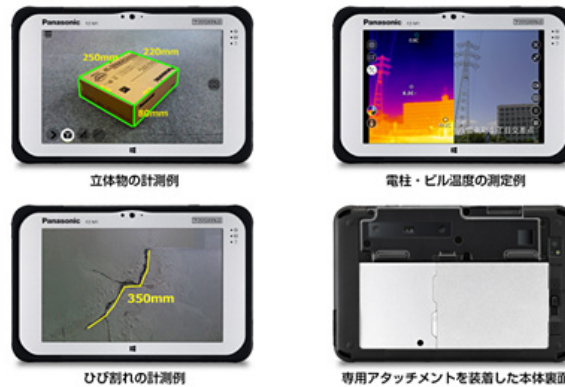 Panasonic
250mm
220mm
80mm
立体物の計測例
Panasonic
電柱・ビル温度の測定例
Panasonic
350mm
ひび割れの計測例
専用アタッチメントを装着した本体裏面